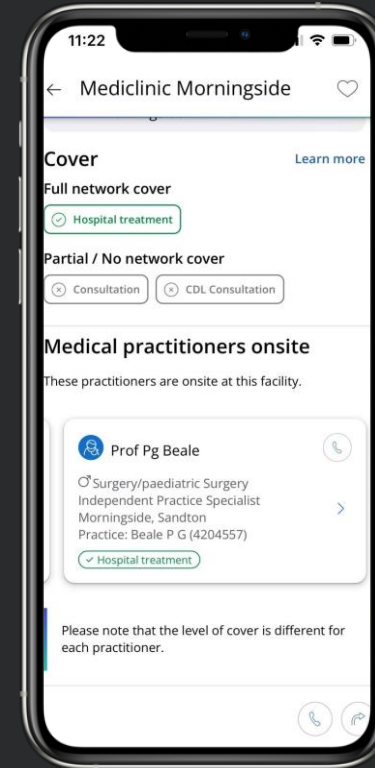 11:22
Mediclinic Morningside
Cover
Learn more
Full network cover
Hospital treatment
Partial / No network cover
Consultation
CDL Consultation
Medical practitioners onsite
These practitioners are onsite at this facility.
Prof Pg Beale
Surgery/paediatric Surgery
Independent Practice Specialist
Morningside, Sandton
Practice: Beale P G (4204557)
Hospital treatment
Please note that the level of cover is different for
each practitioner.